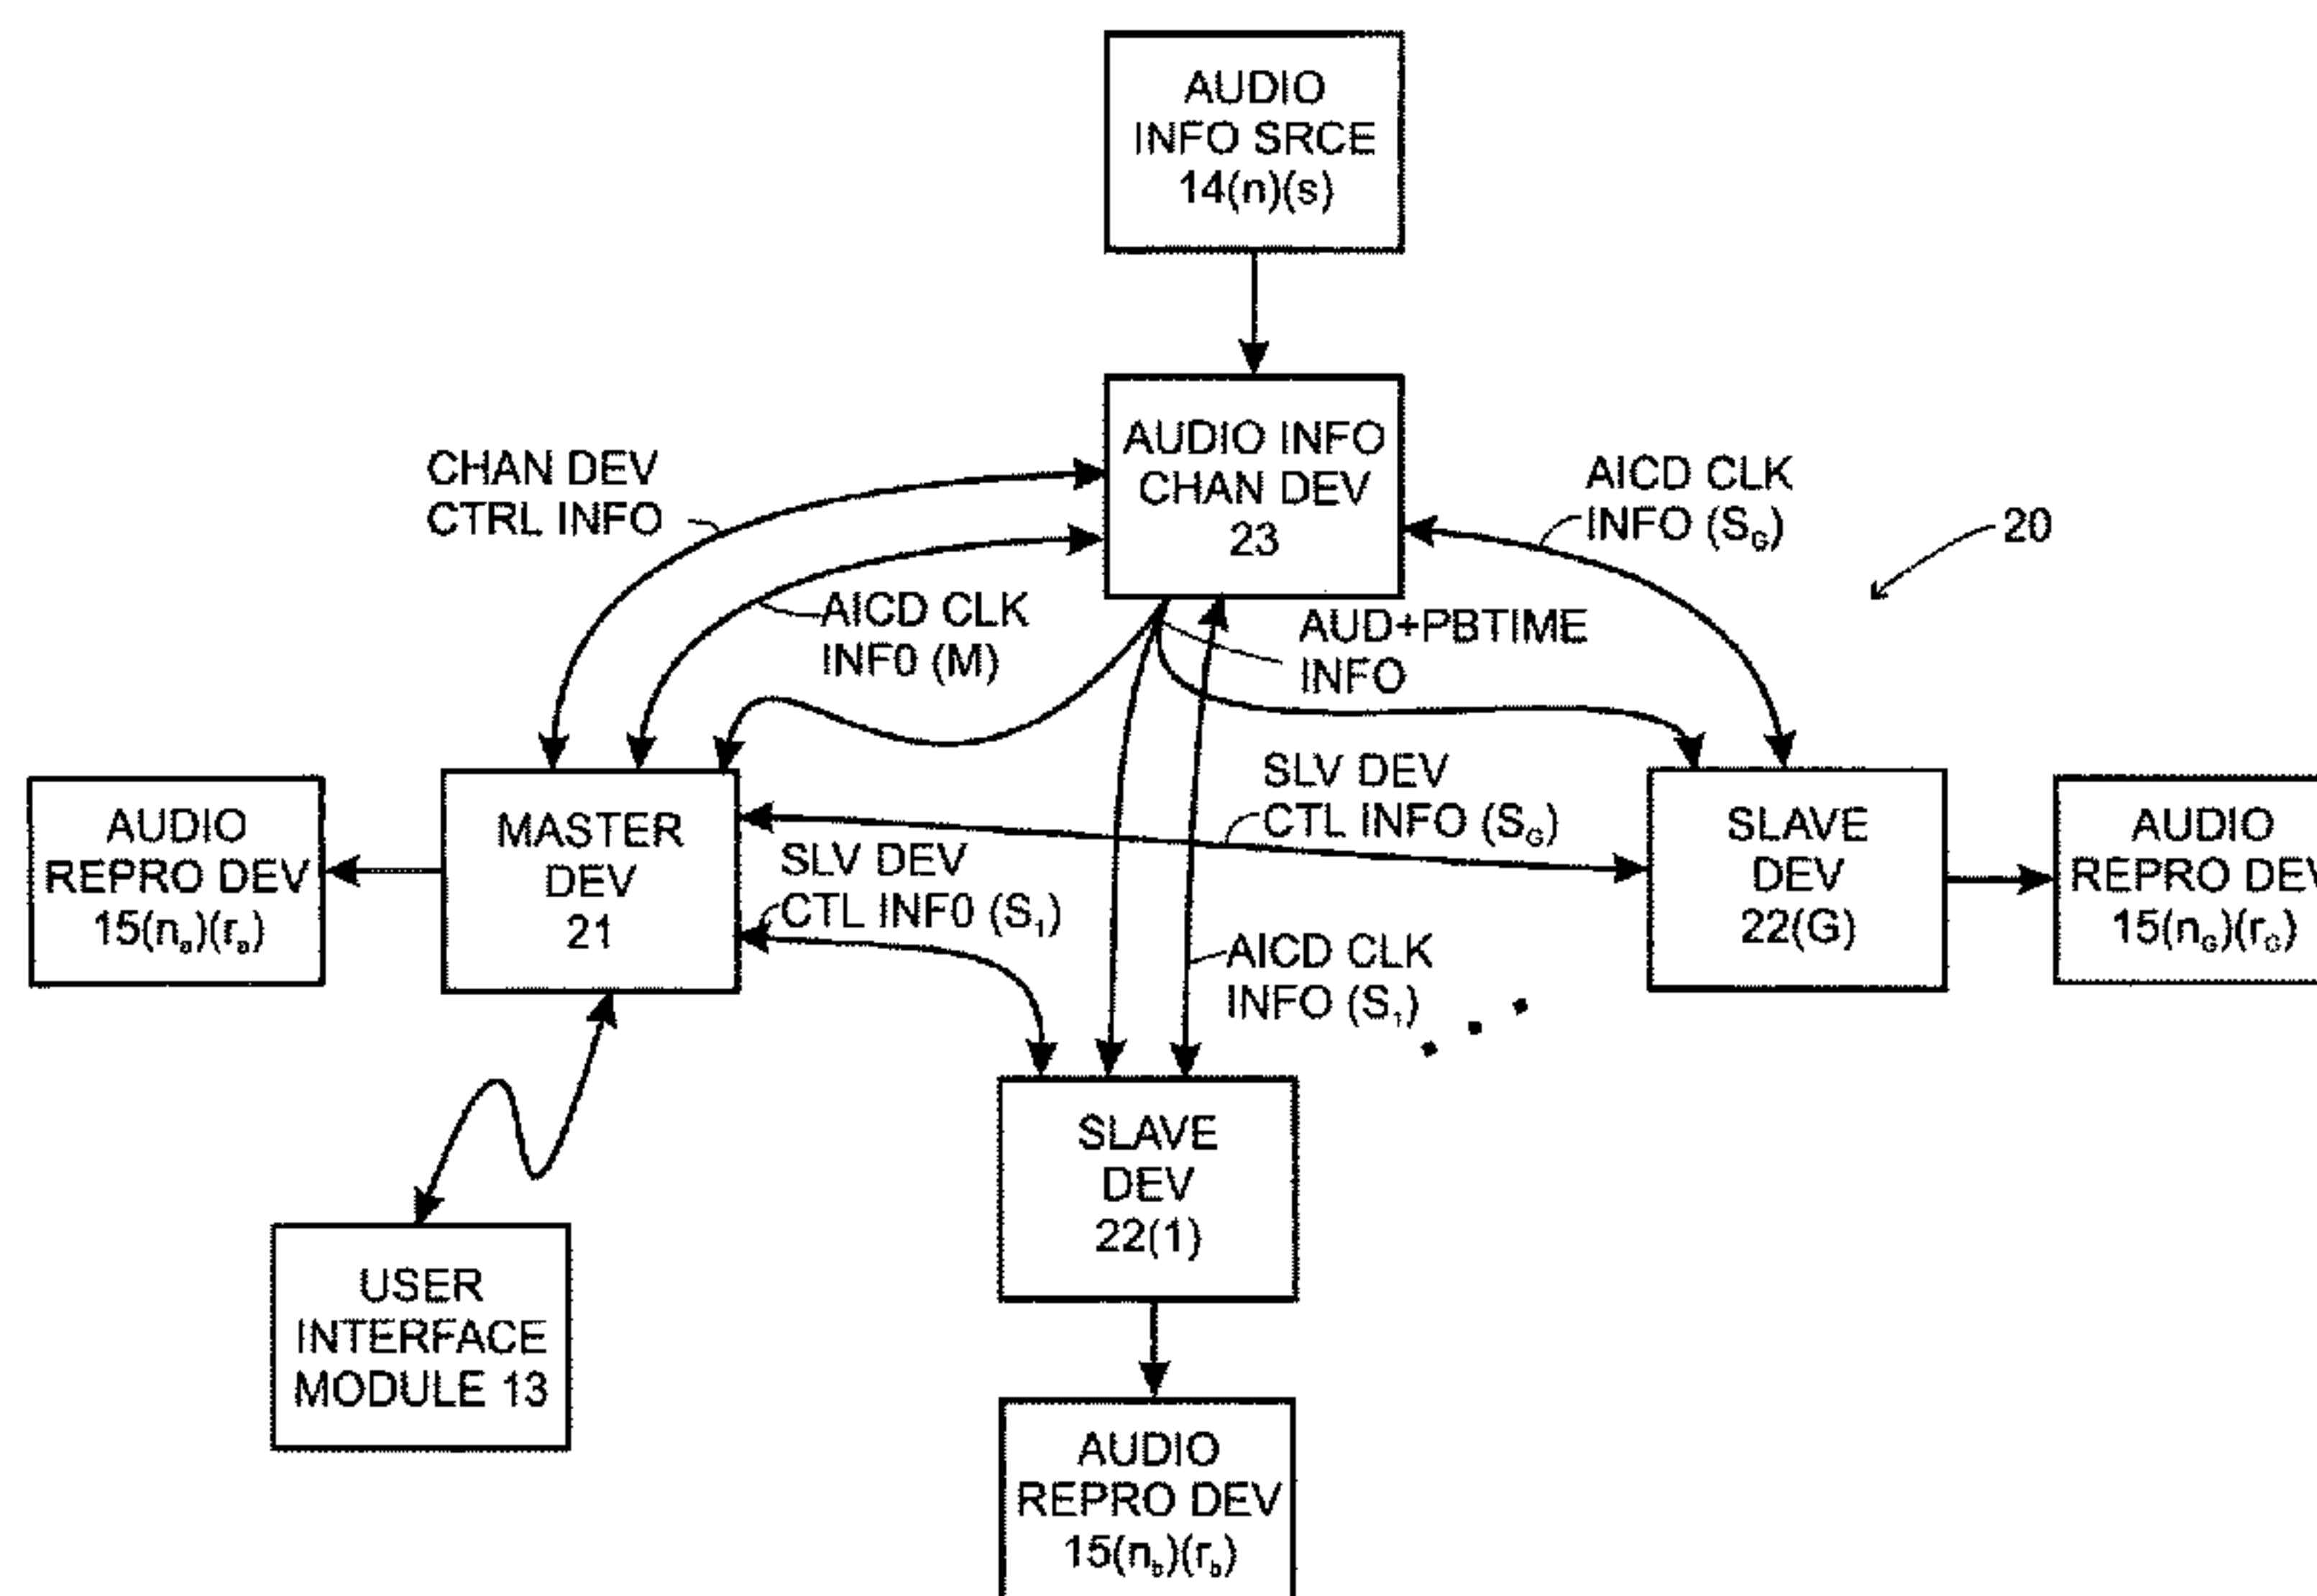 AUDIO
INFO SRCE
14(n)(s)
AUDIO INFO
CHAN DEV
23
CHAN DEV
CTRL INFO
AICD CLK
INFO (S_G)
20
AICD CLK
INF0 (M)
AUD+PBTIME
INFO
SLV DEV
CTL INFO (S_G)
SLV DEV
CTL INF0 (S_1)
AUDIO
REPRO DEV
15(n_a)(r_a)
MASTER
DEV
21
SLAVE
DEV
22(G)
AUDIO
REPRO DEV
15(n_G)(r_G)
AICD CLK
INFO (S_1)
SLAVE
DEV
22(1)
USER
INTERFACE
MODULE 13
AUDIO
REPRO DEV
15(n_b)(r_b)